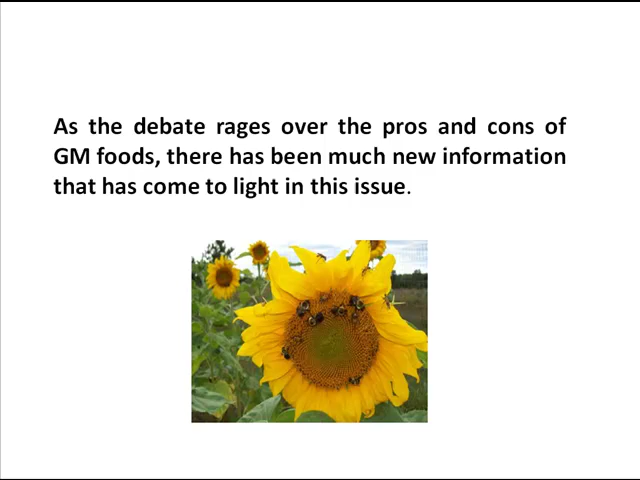 As the debate rages over the pros and cons of
GM foods, there has been much new information
that has come to light in this issue.